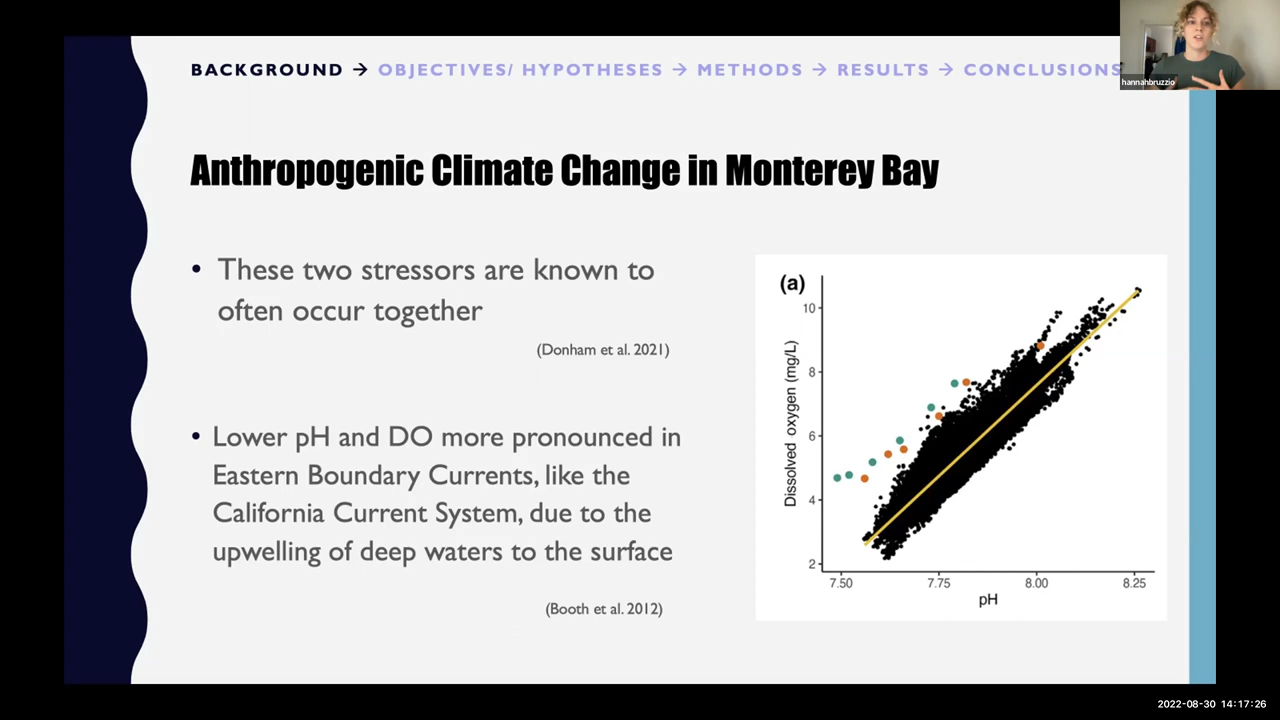 BACKGROUND → OBJECTIVES/ HYPOTHESES → METHODS → RESULTS → CONCLUSIONS
hannahbruzzio
Anthropogenic Climate Change in Monterey Bay
• These two stressors are known to
often occur together
(Donham et al. 2021)
• Lower pH and DO more pronounced in
Eastern Boundary Currents, like the
California Current System, due to the
upwelling of deep waters to the surface
(Booth et al. 2012)
(a)
Dissolved oxygen (mg/L)
10
8
6
4
2
7.50 7.75 8.00 8.25
pH
2022-08-30 14:17:26